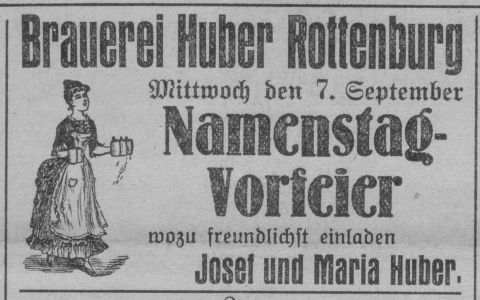 Brauerei Huber Rottenburg
Mittwoch den 7. September
Namenstag-
Vorfeier
wozu freundlichst einladen
Josef und Maria Huber.